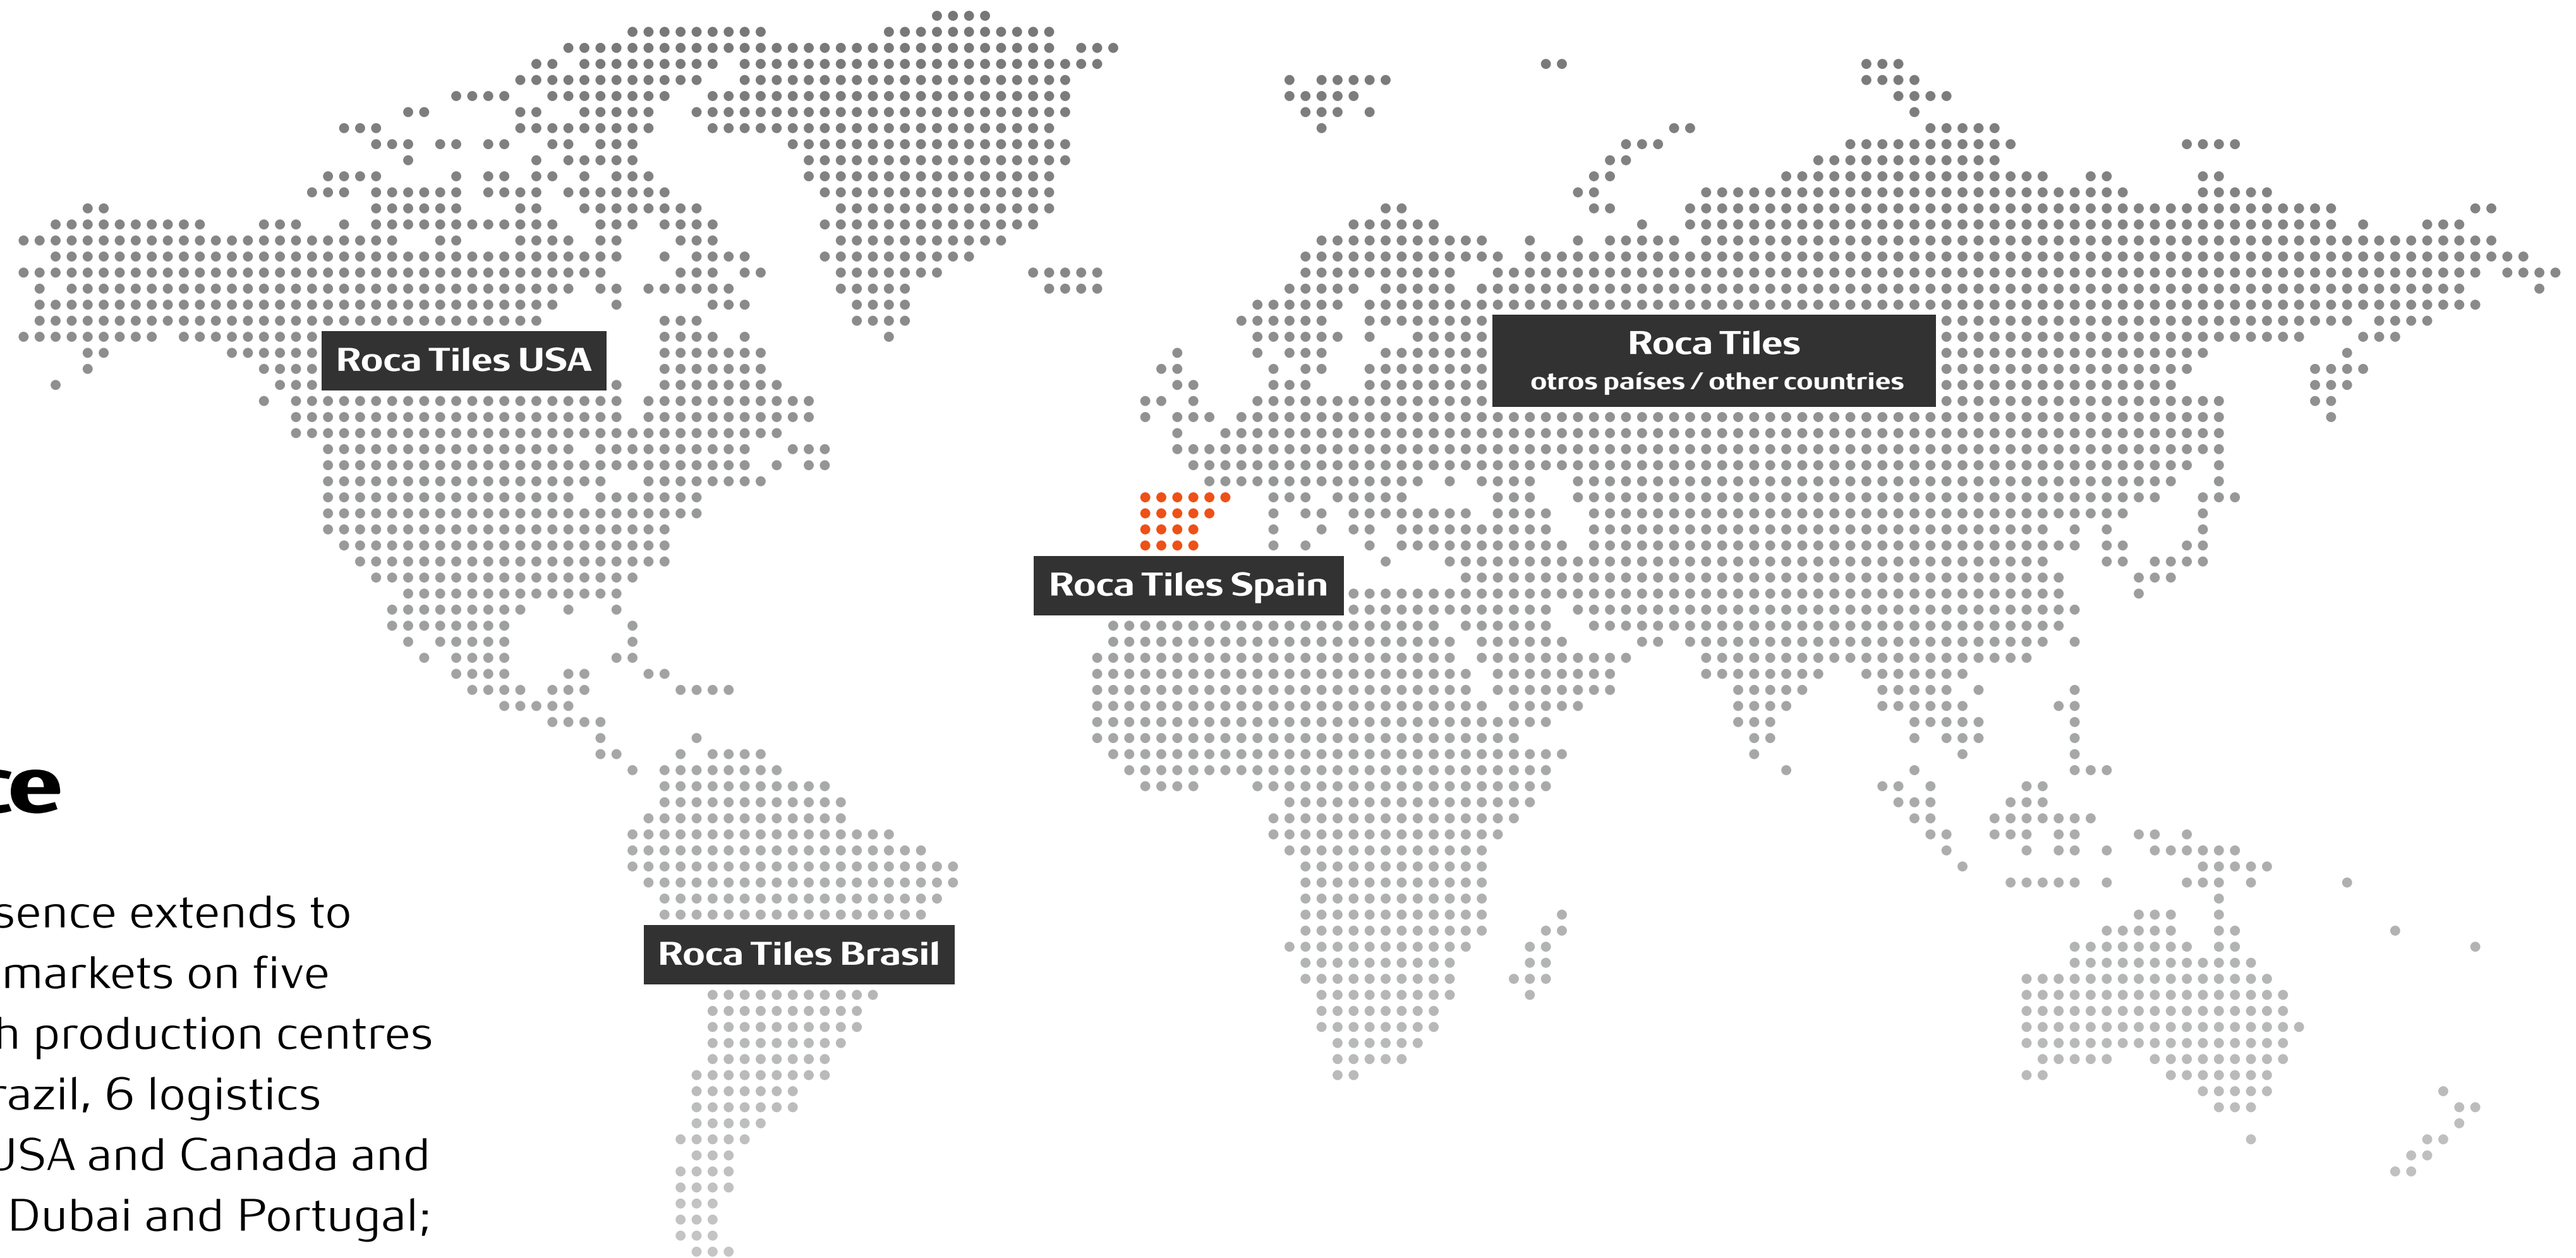 Roca Tiles USA
Roca Tiles
otros países / other countries
Roca Tiles Spain
Roca Tiles Brasil
ce
sence extends to
markets on five
h production centres
razil, 6 logistics
USA and Canada and
Dubai and Portugal;